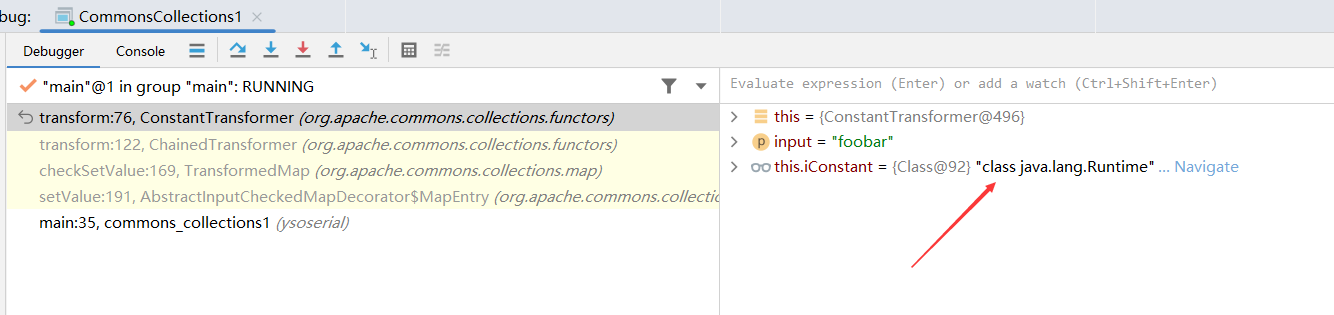 bug: CommonsCollections1
Debugger Console
"main"@1 in group "main": RUNNING
transform:76, ConstantTransformer (org.apache.commons.collections.functors)
transform:122, ChainedTransformer (org.apache.commons.collections.functors)
checkSetValue:169, TransformedMap (org.apache.commons.collections.map)
setValue:191, AbstractInputCheckedMapDecorator$MapEntry (org.apache.commons.collectio
main:35, commons_collections1 (ysoserial)
Evaluate expression (Enter) or add a watch (Ctrl+Shift+Enter)
this = {ConstantTransformer@496}
p input = "foobar"
this.iConstant = {Class@92} "class java.lang.Runtime" ... Navigate